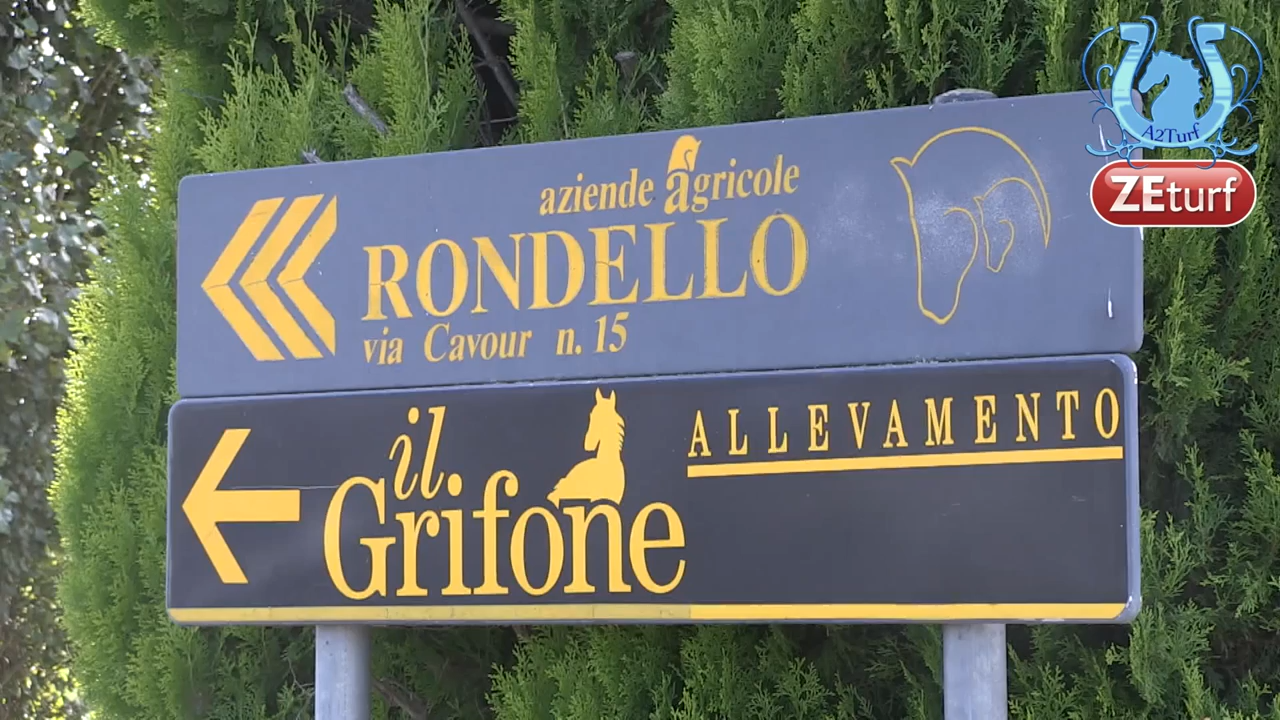 A2Turf
ZEturf
aziende agricole
RONDELLO
via Cavour n. 15
il
Grifone
ALLEVAMENTO